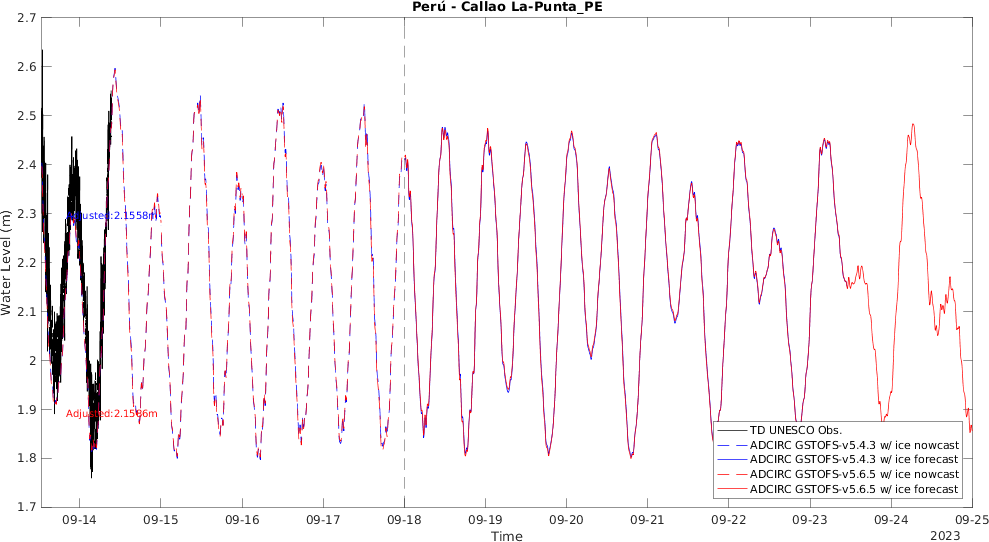 Perú - Callao La-Punta_PE
2.7
2.6
2.5
2.4
2.3
2.2
2.1
2
1.9
1.8
1.7
Water Level (m)
Adjusted:2.1558m
Adjusted:2.1566m
TD UNESCO Obs.
ADCIRC GSTOFS-v5.4.3 w/ ice nowcast
ADCIRC GSTOFS-v5.4.3 w/ ice forecast
ADCIRC GSTOFS-v5.6.5 w/ ice nowcast
ADCIRC GSTOFS-v5.6.5 w/ ice forecast
09-14 09-15 09-16 09-17 09-18 09-19 09-20 09-21 09-22 09-23 09-24 09-25
Time
2023